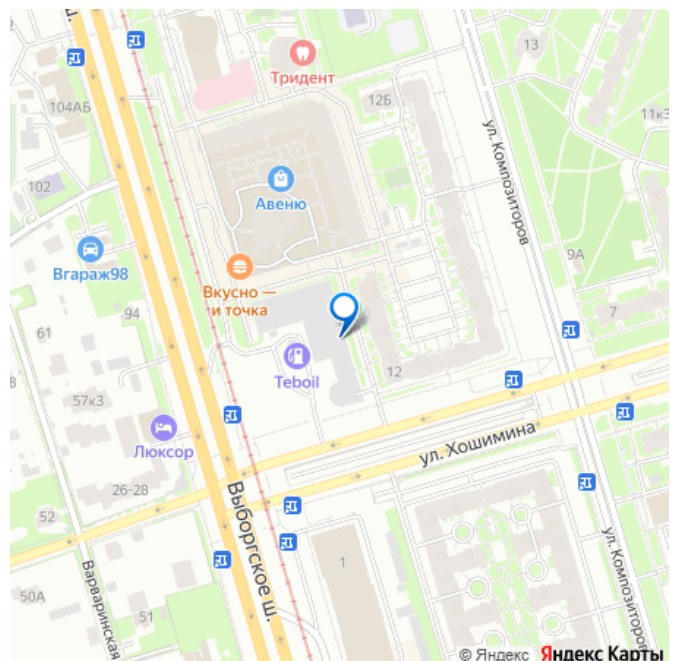 ш.
Тридент
13
104АБ
12Б
11к3
ул. Композиторов
102
Авеню
9А
Вгараж98
Вкусно —
и точка
94
7
61
Teboil
12
57к3
Люксор
ул. Хошимина
26-28
52
Выборгское ш.
1
ул. Композиторов
Варваринская
50А
51
© Яндекс Яндекс Карты